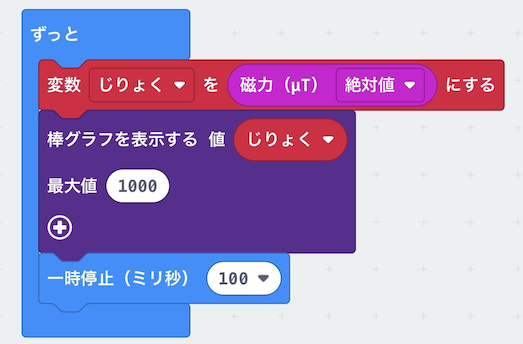 ずっと
変数 じりょく を 磁力（µT） 絶対値 にする
棒グラフを表示する 値 じりょく
最大値 1000
一時停止（ミリ秒） 100